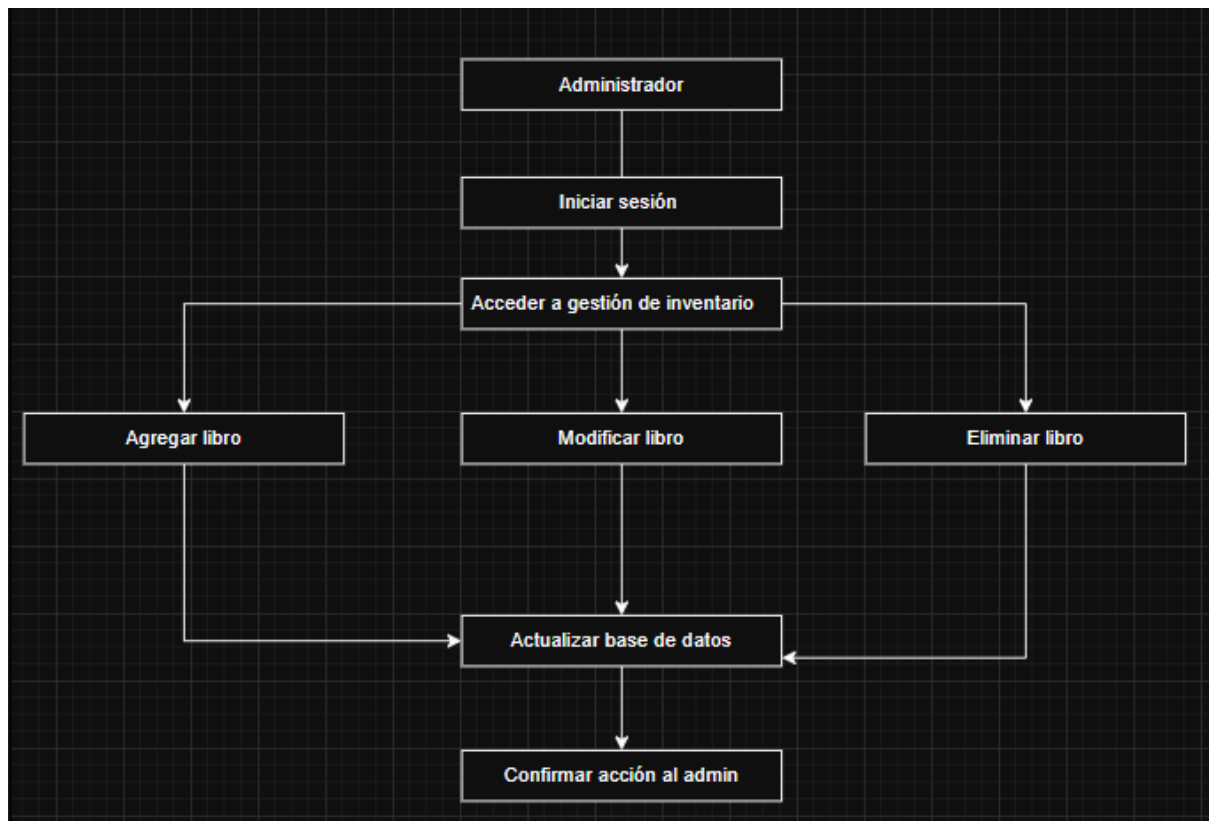 Administrador
Iniciar sesión
Acceder a gestión de inventario
Agregar libro
Modificar libro
Eliminar libro
Actualizar base de datos
Confirmar acción al admin